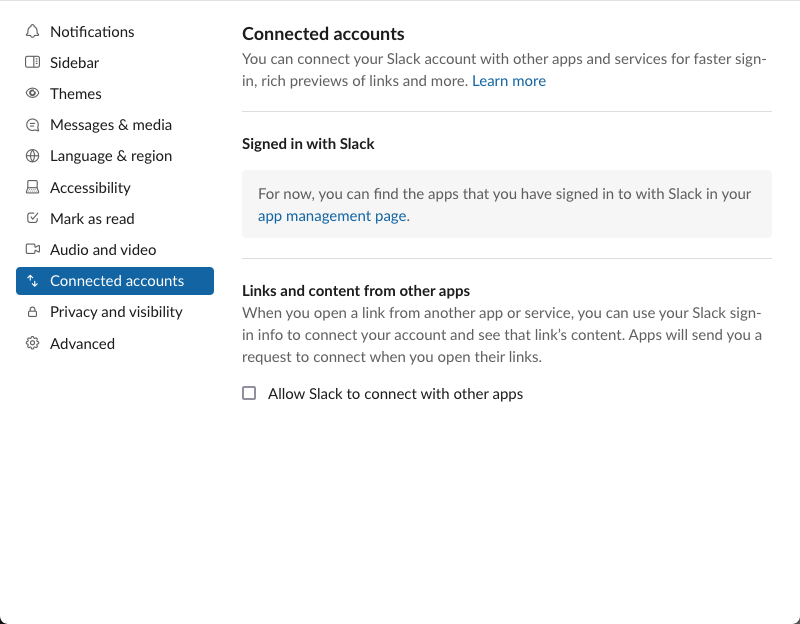 Notifications
Sidebar
Themes
Messages & media
Language & region
Accessibility
Mark as read
Audio and video
Connected accounts
Privacy and visibility
Advanced
Connected accounts
You can connect your Slack account with other apps and services for faster sign-
in, rich previews of links and more. Learn more
Signed in with Slack
For now, you can find the apps that you have signed in to with Slack in your
app management page.
Links and content from other apps
When you open a link from another app or service, you can use your Slack sign-
in info to connect your account and see that link's content. Apps will send you a
request to connect when you open their links.
Allow Slack to connect with other apps